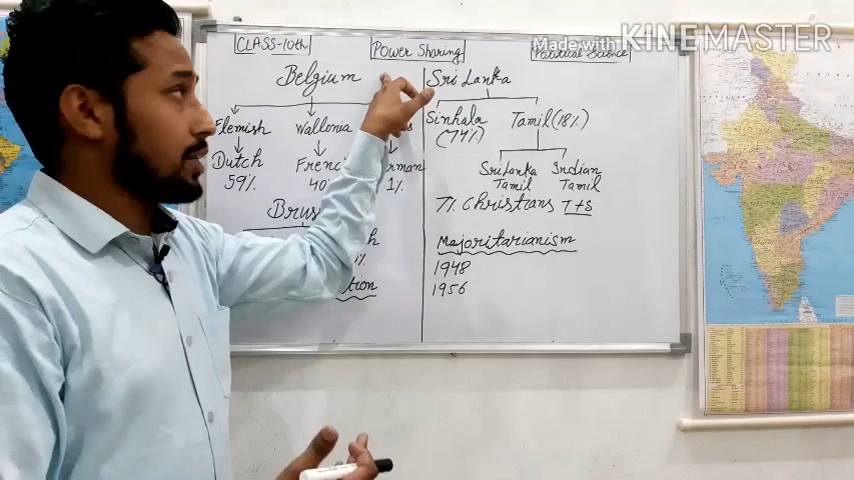 Made with KINEMASTER
CLASS-10th
Power Sharing
Political Science
Belgium
Flemish Wallonia
Dutch
59% 1%
Sri Lanka
Sinhala Tamil (18%)
(74%)
SriLanka Indian
Tamil Tamil
7% Christians T+S
Majoritarianism
1948
1956